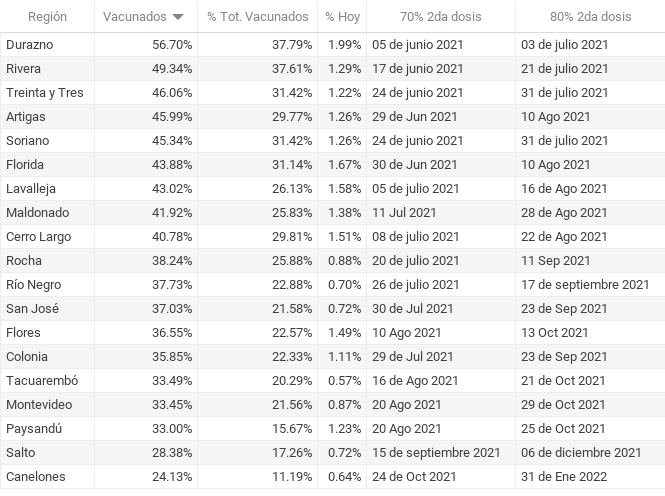 Región Vacunados % Tot. Vacunados % Hoy 70% 2da dosis 80% 2da dosis
Durazno 56.70% 37.79% 1.99% 05 de junio 2021 03 de julio 2021
Rivera 49.34% 37.61% 1.29% 17 de junio 2021 21 de julio 2021
Treinta y Tres 46.06% 31.42% 1.22% 24 de junio 2021 31 de julio 2021
Artigas 45.99% 29.77% 1.26% 29 de Jun 2021 10 Ago 2021
Soriano 45.34% 31.42% 1.26% 24 de junio 2021 31 de julio 2021
Florida 43.88% 31.14% 1.67% 30 de Jun 2021 10 Ago 2021
Lavalleja 43.02% 26.13% 1.58% 05 de julio 2021 16 de Ago 2021
Maldonado 41.92% 25.83% 1.38% 11 Jul 2021 28 de Ago 2021
Cerro Largo 40.78% 29.81% 1.51% 08 de julio 2021 22 de Ago 2021
Rocha 38.24% 25.88% 0.88% 20 de julio 2021 11 Sep 2021
Río Negro 37.73% 22.88% 0.70% 26 de julio 2021 17 de septiembre 2021
San José 37.03% 21.58% 0.72% 30 de Jul 2021 23 de Sep 2021
Flores 36.55% 22.57% 1.49% 10 Ago 2021 13 Oct 2021
Colonia 35.85% 22.33% 1.11% 29 de Jul 2021 23 de Sep 2021
Tacuarembó 33.49% 20.29% 0.57% 16 de Ago 2021 21 de Oct 2021
Montevideo 33.45% 21.56% 0.87% 20 Ago 2021 29 de Oct 2021
Paysandú 33.00% 15.67% 1.23% 20 Ago 2021 25 de Oct 2021
Salto 28.38% 17.26% 0.72% 15 de septiembre 2021 06 de diciembre 2021
Canelones 24.13% 11.19% 0.64% 24 de Oct 2021 31 de Ene 2022